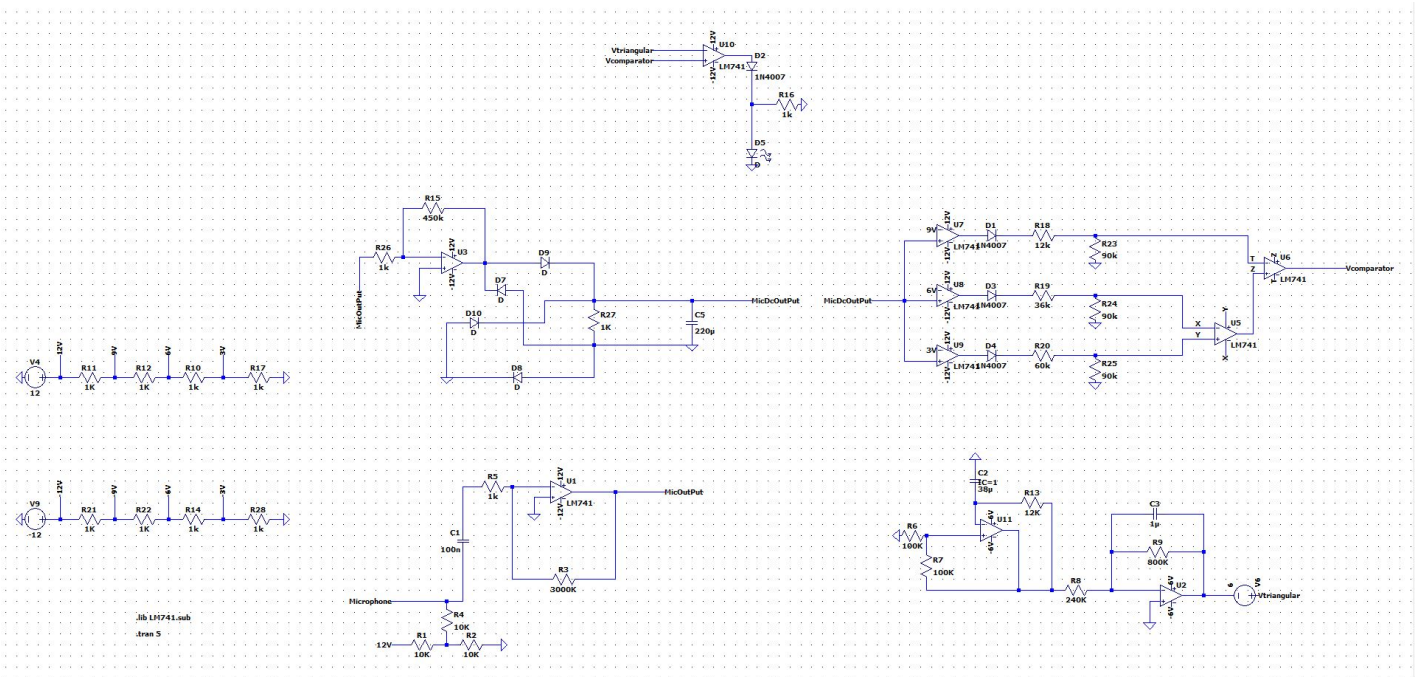 Vtriangular
Vcomparator
12V
-12V
U10
LM741
D2
1N4007
R16
1k
D5
D
R15
450k
R26
1k
12V
-12V
U3
D9
D
D7
D
D10
D
R27
1K
C5
220µ
D8
D
MicOutPut
MicDcOutPut
MicDcOutPut
9V
-12V
-12V
U7
LM741
D1
1N4007
R18
12k
R23
90k
6V
12V
-12V
U8
LM741
D3
1N4007
R19
36k
R24
90k
3V
12V
-12V
U9
LM741
D4
1N4007
R20
60k
R25
90k
T
Z
Z
T
U6
LM741
Vcomparator
X
Y
Y
X
U5
LM741
V4
12
12V
9V
6V
3V
R11
1K
R12
1K
R10
1k
R17
1k
V9
-12
-12V
-9V
-6V
-3V
R21
1K
R22
1K
R14
1k
R28
1k
R5
1k
12V
-12V
U1
LM741
MicOutPut
C1
100n
R3
3000K
Microphone
R4
10K
12V
R1
10K
R2
10K
.lib LM741.sub
.tran 5
C2
IC=1
38µ
R13
12K
6V
-6V
U11
R6
100K
R7
100K
R8
240K
C3
1µ
R9
800K
6V
-6V
U2
LM741
6
V6
Vtriangular